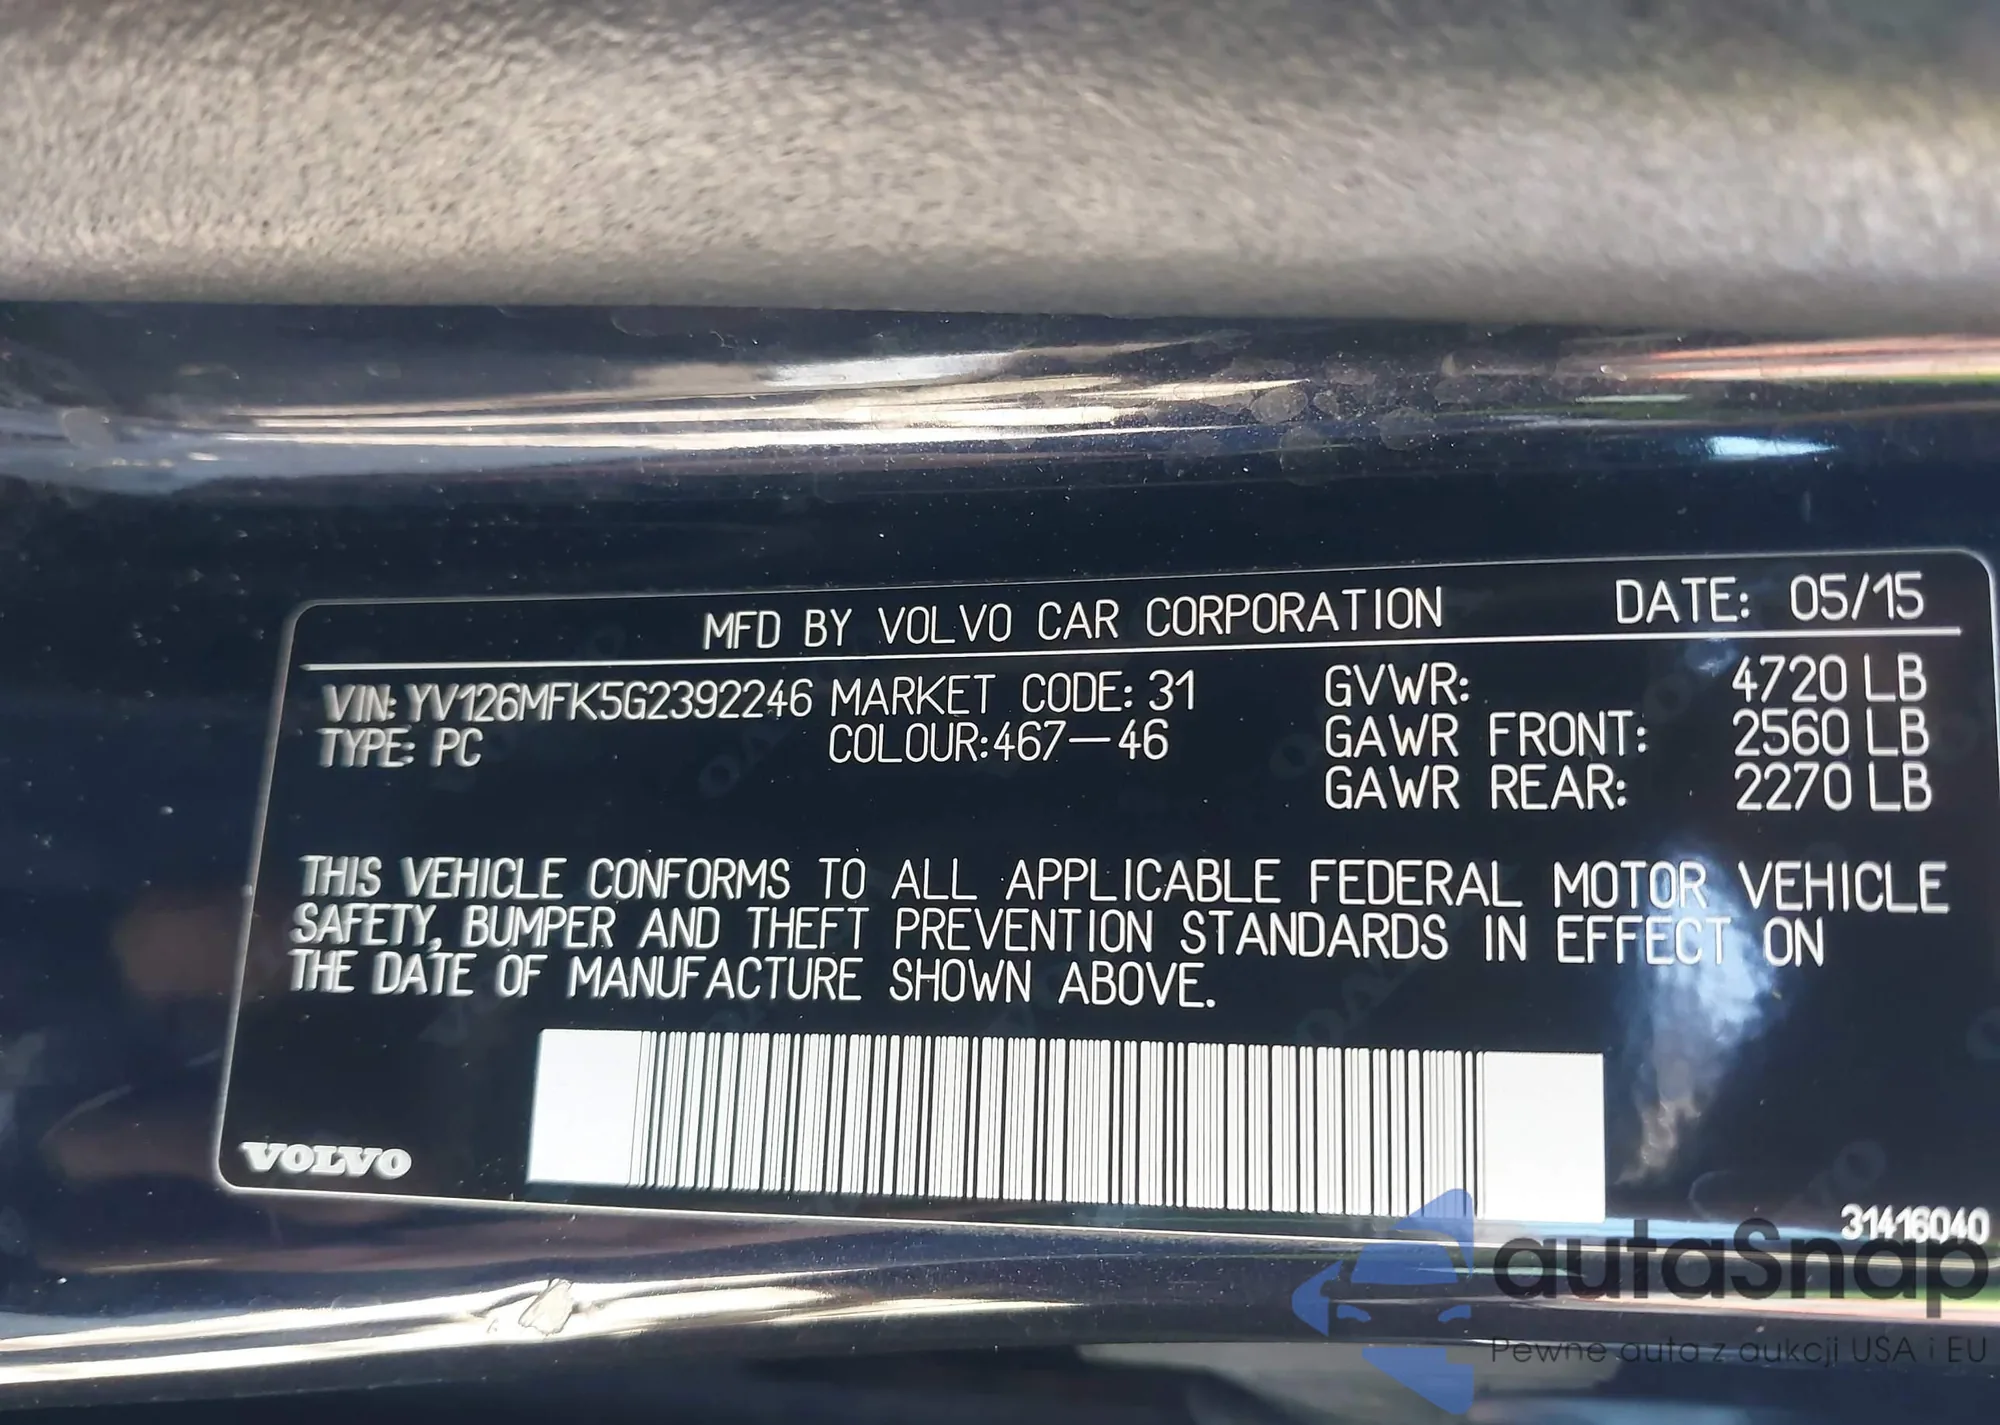 MFD BY VOLVO CAR CORPORATION DATE: 05/15
VIN: YV126MFK5G2392246 MARKET CODE: 31 GVWR: 4720 LB
TYPE: PC COLOUR:467-46 GAWR FRONT: 2560 LB
GAWR REAR: 2270 LB
THIS VEHICLE CONFORMS TO ALL APPLICABLE FEDERAL MOTOR VEHICLE
SAFETY, BUMPER AND THEFT PREVENTION STANDARDS IN EFFECT ON
THE DATE OF MANUFACTURE SHOWN ABOVE.
VOLVO
31416040
autaSnap
Pewne auta z aukcji USA i EU